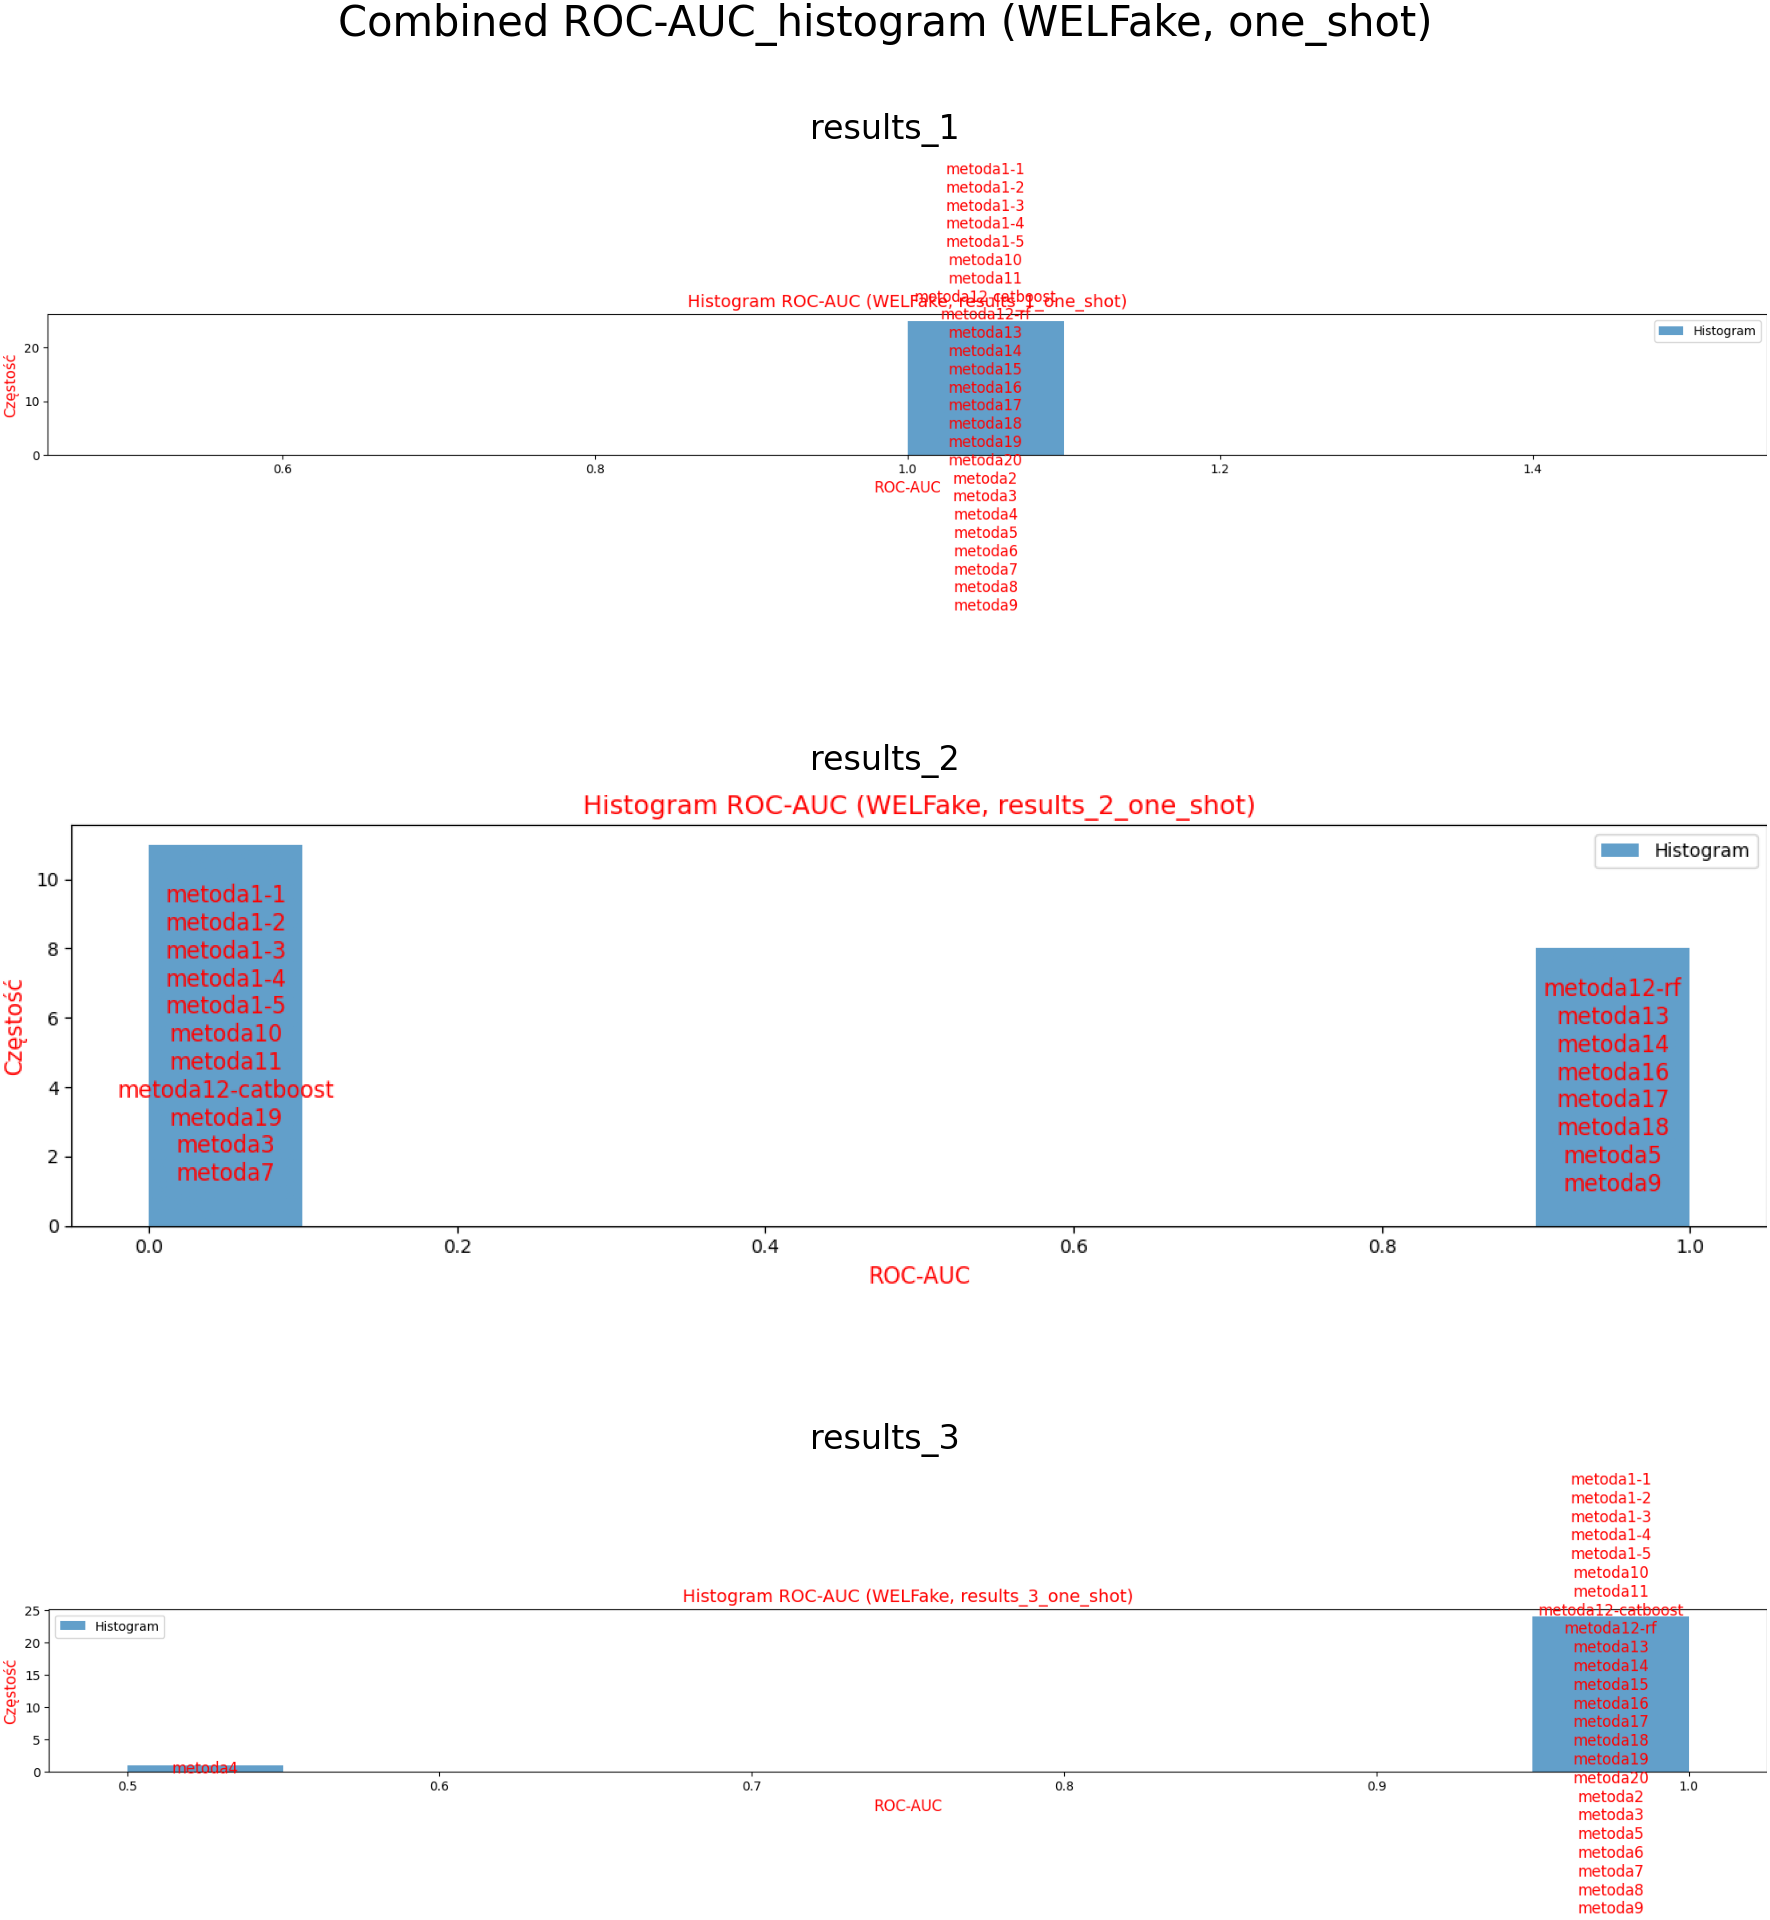 Combined ROC-AUC_histogram (WELFake, one_shot)
results_1
metoda1-1
metoda1-2
metoda1-3
metoda1-4
metoda1-5
metoda10
metoda11
metoda12-catboost
Histogram ROC-AUC (WELFake, results_1_one_shot)
metoda12-rf
metoda13
metoda14
metoda15
metoda16
metoda17
metoda18
metoda19
metoda20
metoda2
metoda3
metoda4
metoda5
metoda6
metoda7
metoda8
metoda9
Histogram
Częstość
20
10
0
0.6
0.8
1.0
1.2
1.4
ROC-AUC
results_2
Histogram ROC-AUC (WELFake, results_2_one_shot)
Histogram
Częstość
10
8
6
4
2
0
metoda1-1
metoda1-2
metoda1-3
metoda1-4
metoda1-5
metoda10
metoda11
metoda12-catboost
metoda19
metoda3
metoda7
metoda12-rf
metoda13
metoda14
metoda16
metoda17
metoda18
metoda5
metoda9
0.0
0.2
0.4
0.6
0.8
1.0
ROC-AUC
results_3
Histogram ROC-AUC (WELFake, results_3_one_shot)
Histogram
Częstość
25
20
15
10
5
0
metoda4
metoda1-1
metoda1-2
metoda1-3
metoda1-4
metoda1-5
metoda10
metoda11
metoda12-catboost
metoda12-rf
metoda13
metoda14
metoda15
metoda16
metoda17
metoda18
metoda19
metoda20
metoda2
metoda3
metoda5
metoda6
metoda7
metoda8
metoda9
0.5
0.6
0.7
0.8
0.9
1.0
ROC-AUC